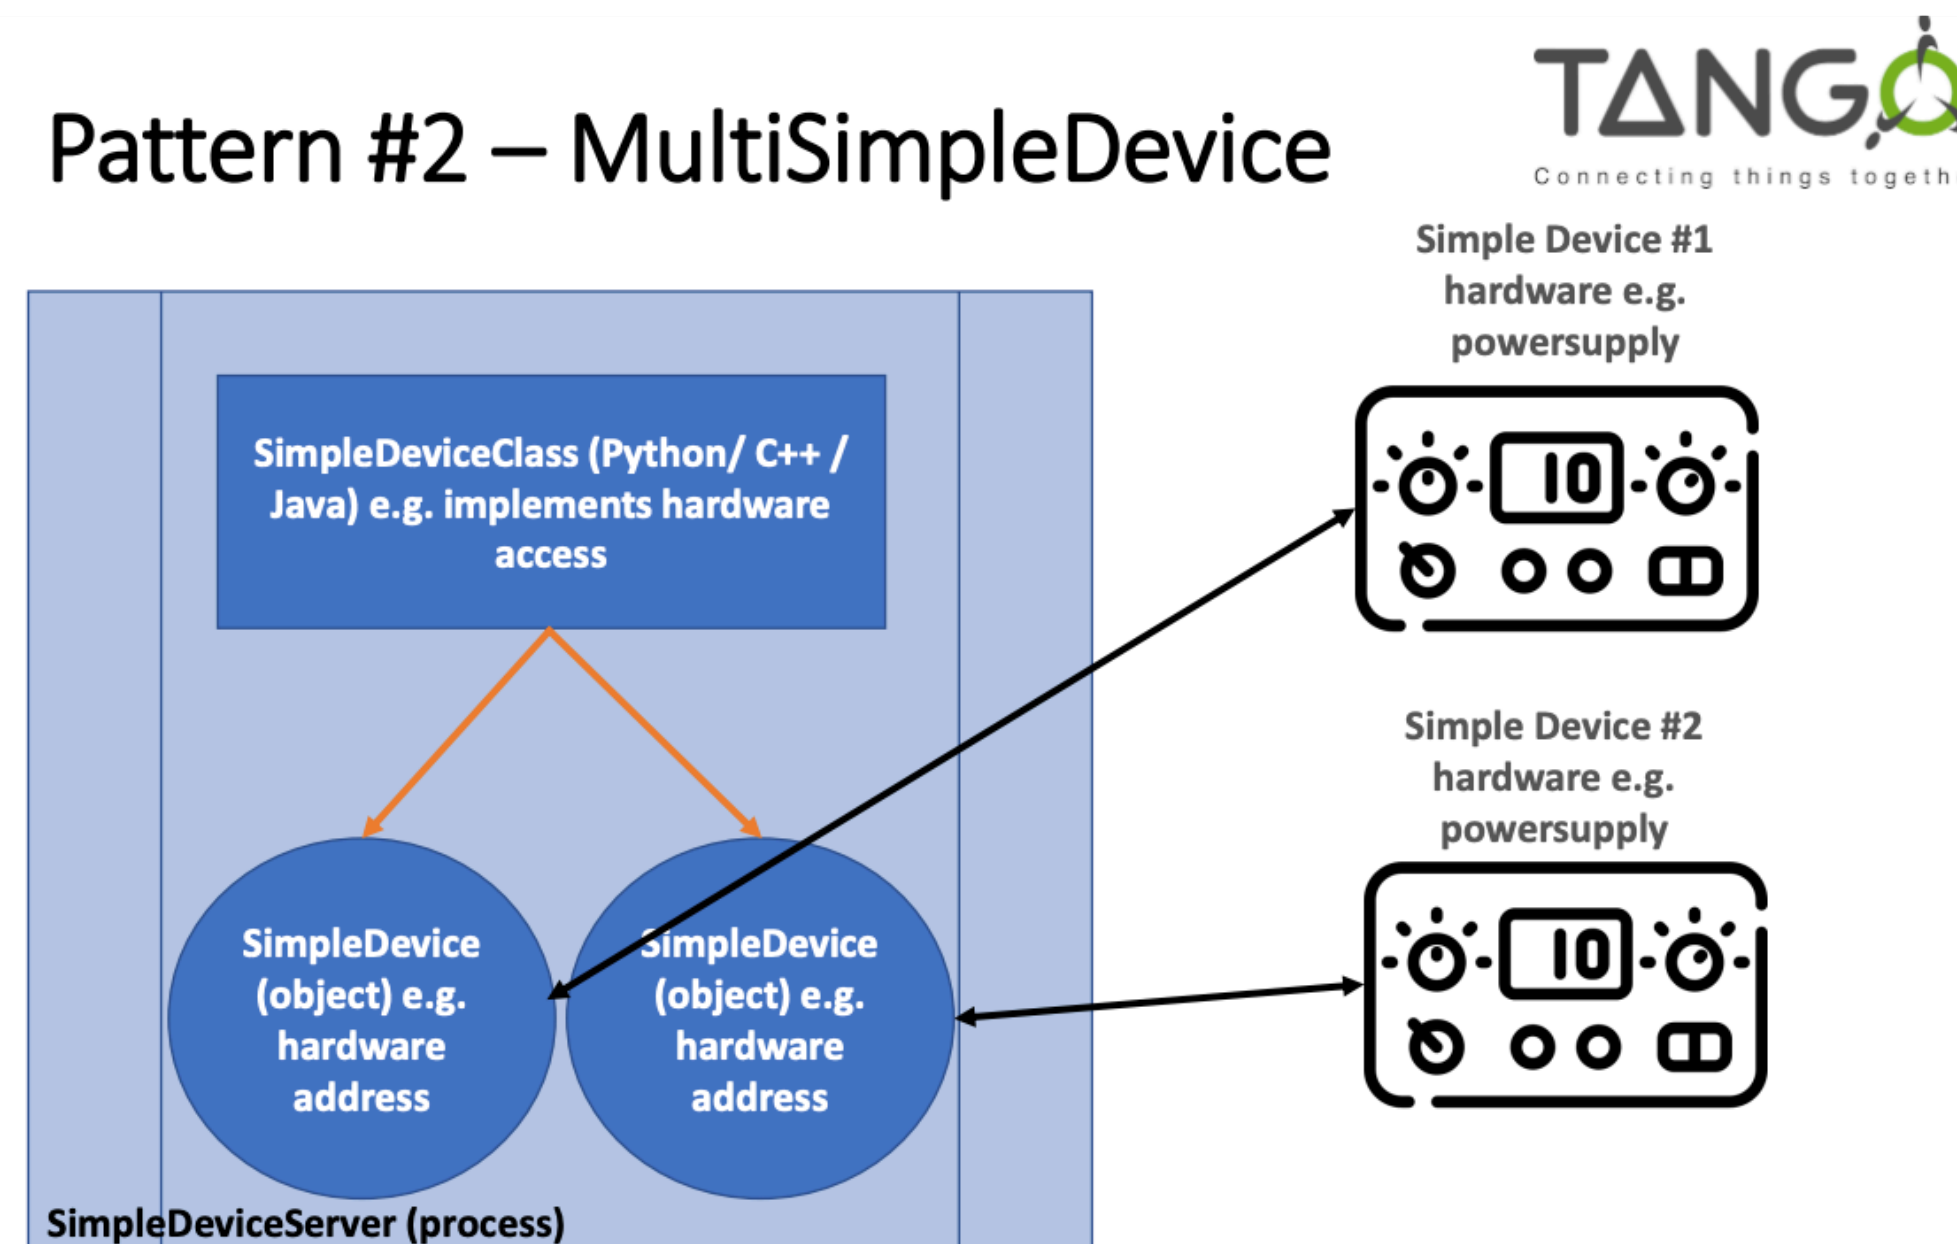 TANGO
Connecting things togeth
Pattern #2 – MultiSimpleDevice
Simple Device #1
hardware e.g.
powersupply
SimpleDeviceClass (Python/ C++ /
Java) e.g. implements hardware
access
10
Simple Device #2
hardware e.g.
powersupply
10
SimpleDevice
(object) e.g.
hardware
address
SimpleDevice
(object) e.g.
hardware
address
SimpleDeviceServer (process)